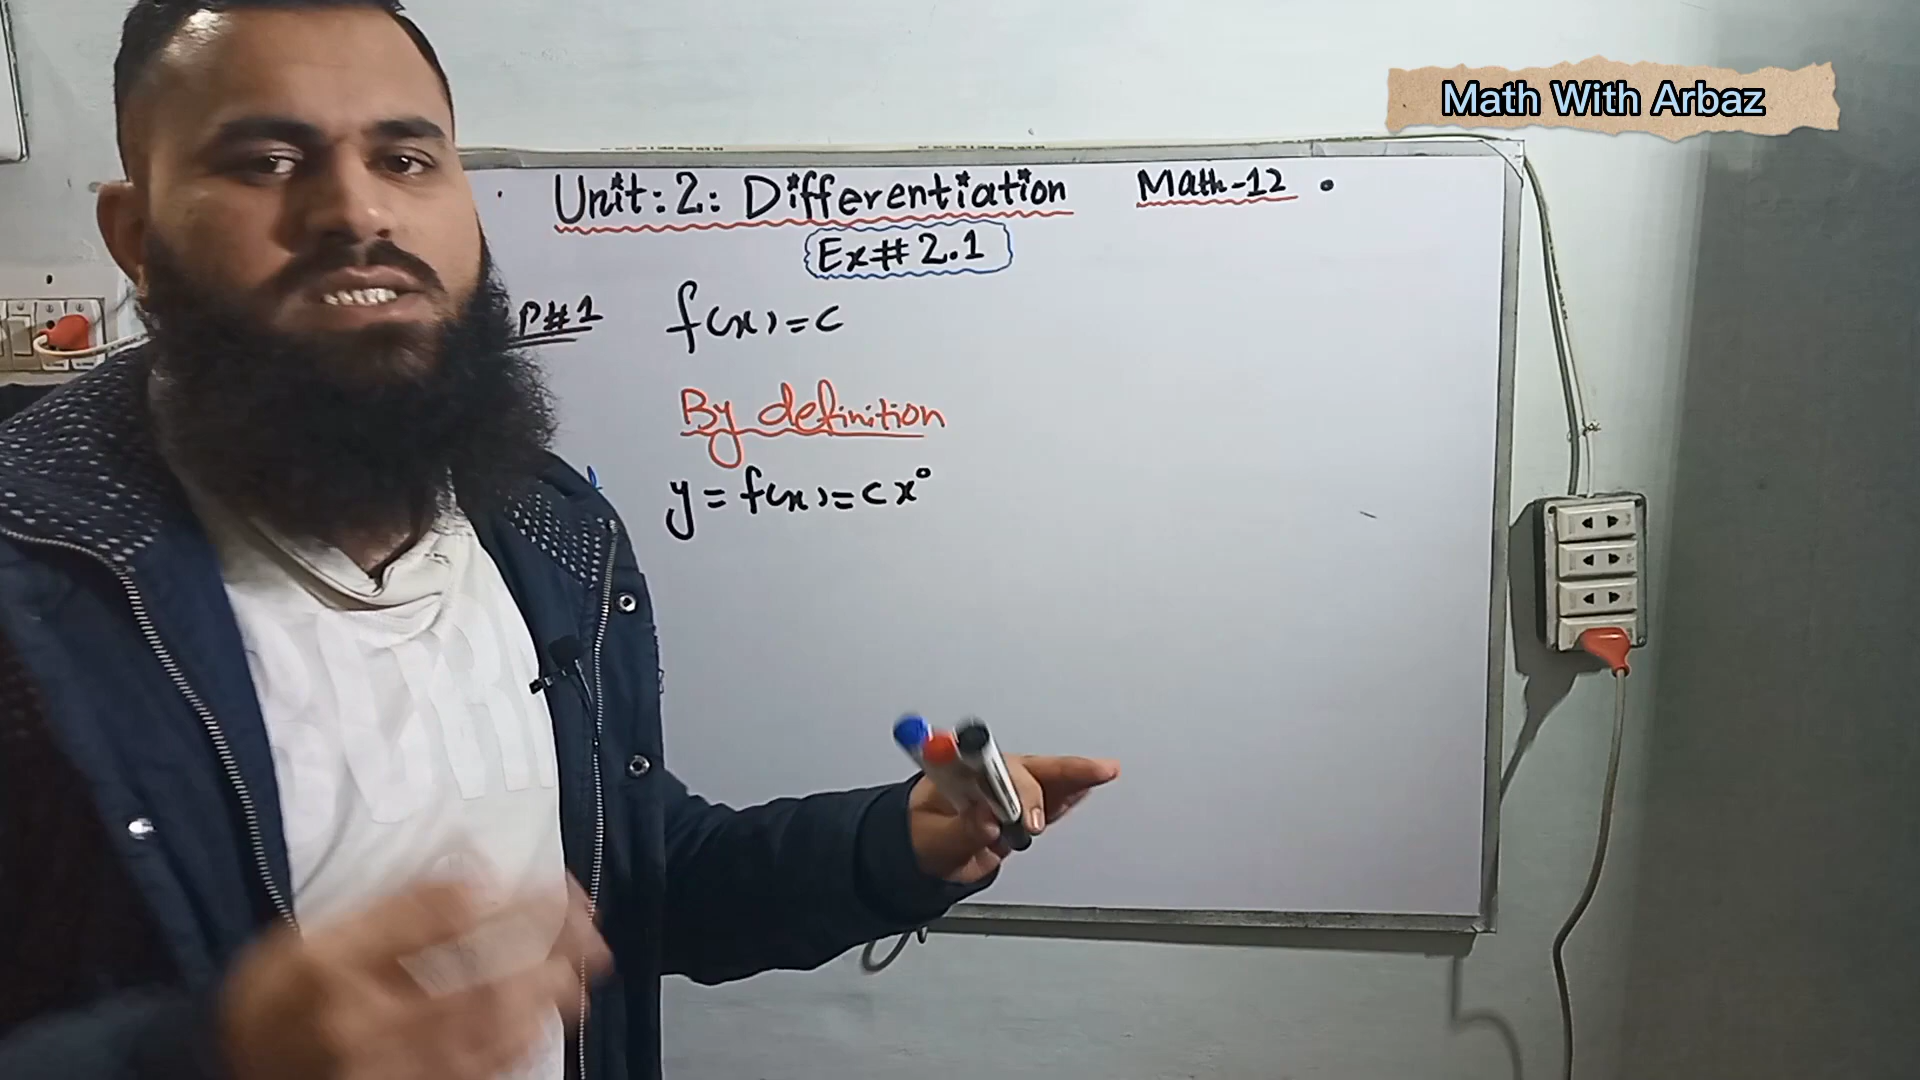 Math With Arbaz
Unit:2: Differentiation Math-12
Ex# 2.1
P#1 f(x)=c
By definition
y = f(x)=cx°